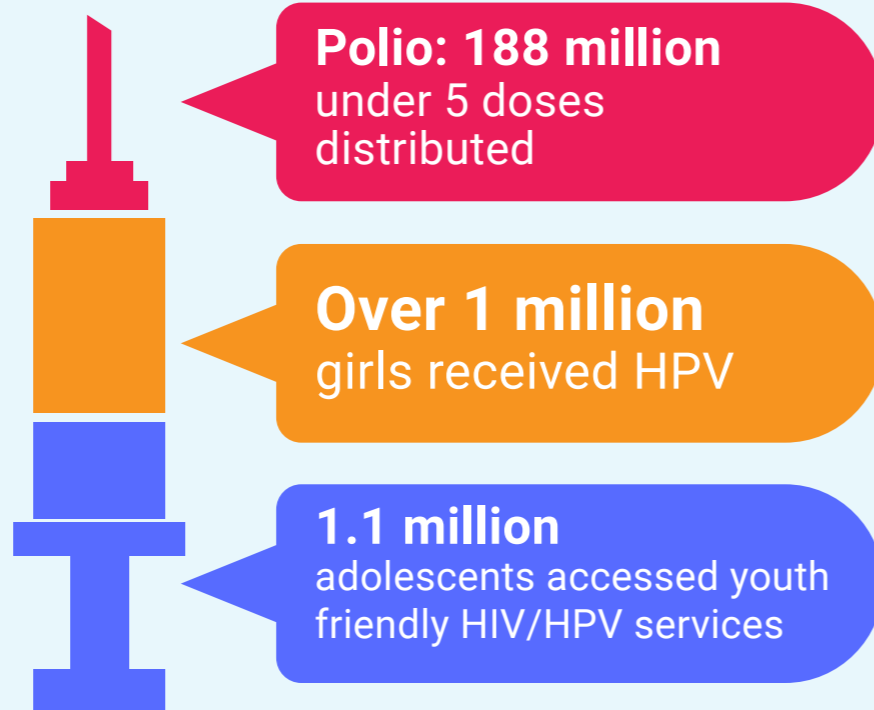 Polio: 188 million
under 5 doses
distributed
Over 1 million
girls received HPV
1.1 million
adolescents accessed youth
friendly HIV/HPV services